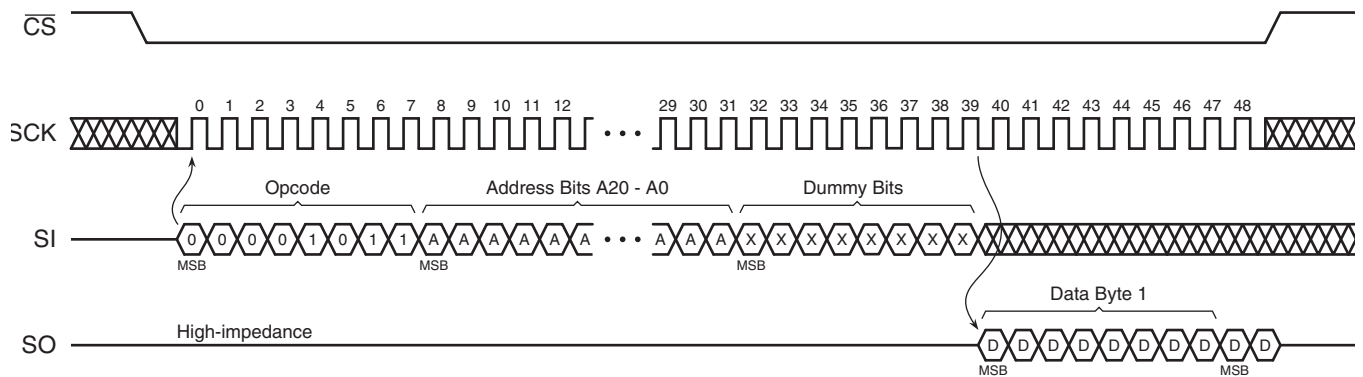 CS
0 1 2 3 4 5 6 7 8 9 10 11 12 29 30 31 32 33 34 35 36 37 38 39 40 41 42 43 44 45 46 47 48
SCK
Opcode Address Bits A20 - A0 Dummy Bits
SI 0 0 0 0 1 0 1 1 A A A A A A A A A X X X X X X X X
MSB MSB MSB
Data Byte 1
High-impedance
SO D D D D D D D D D D
MSB MSB